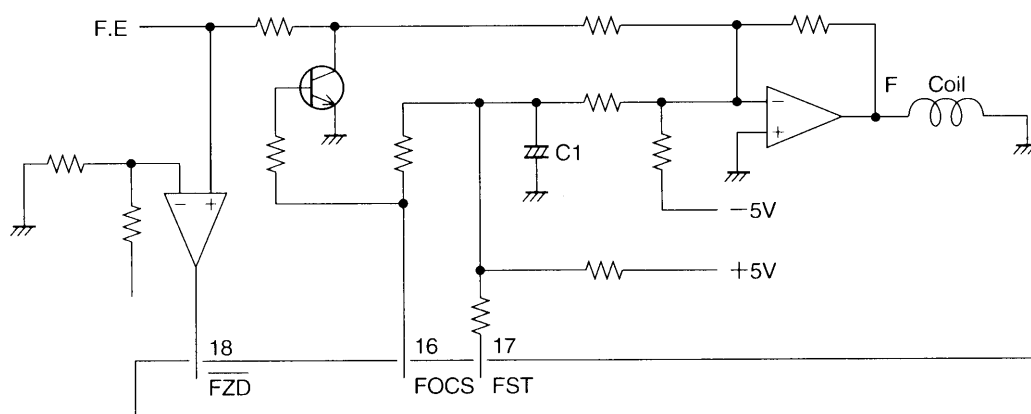 F.E
F
Coil
−
+
C1
−5V
−
+
+5V
18
16
17
FZD
FOCS
FST